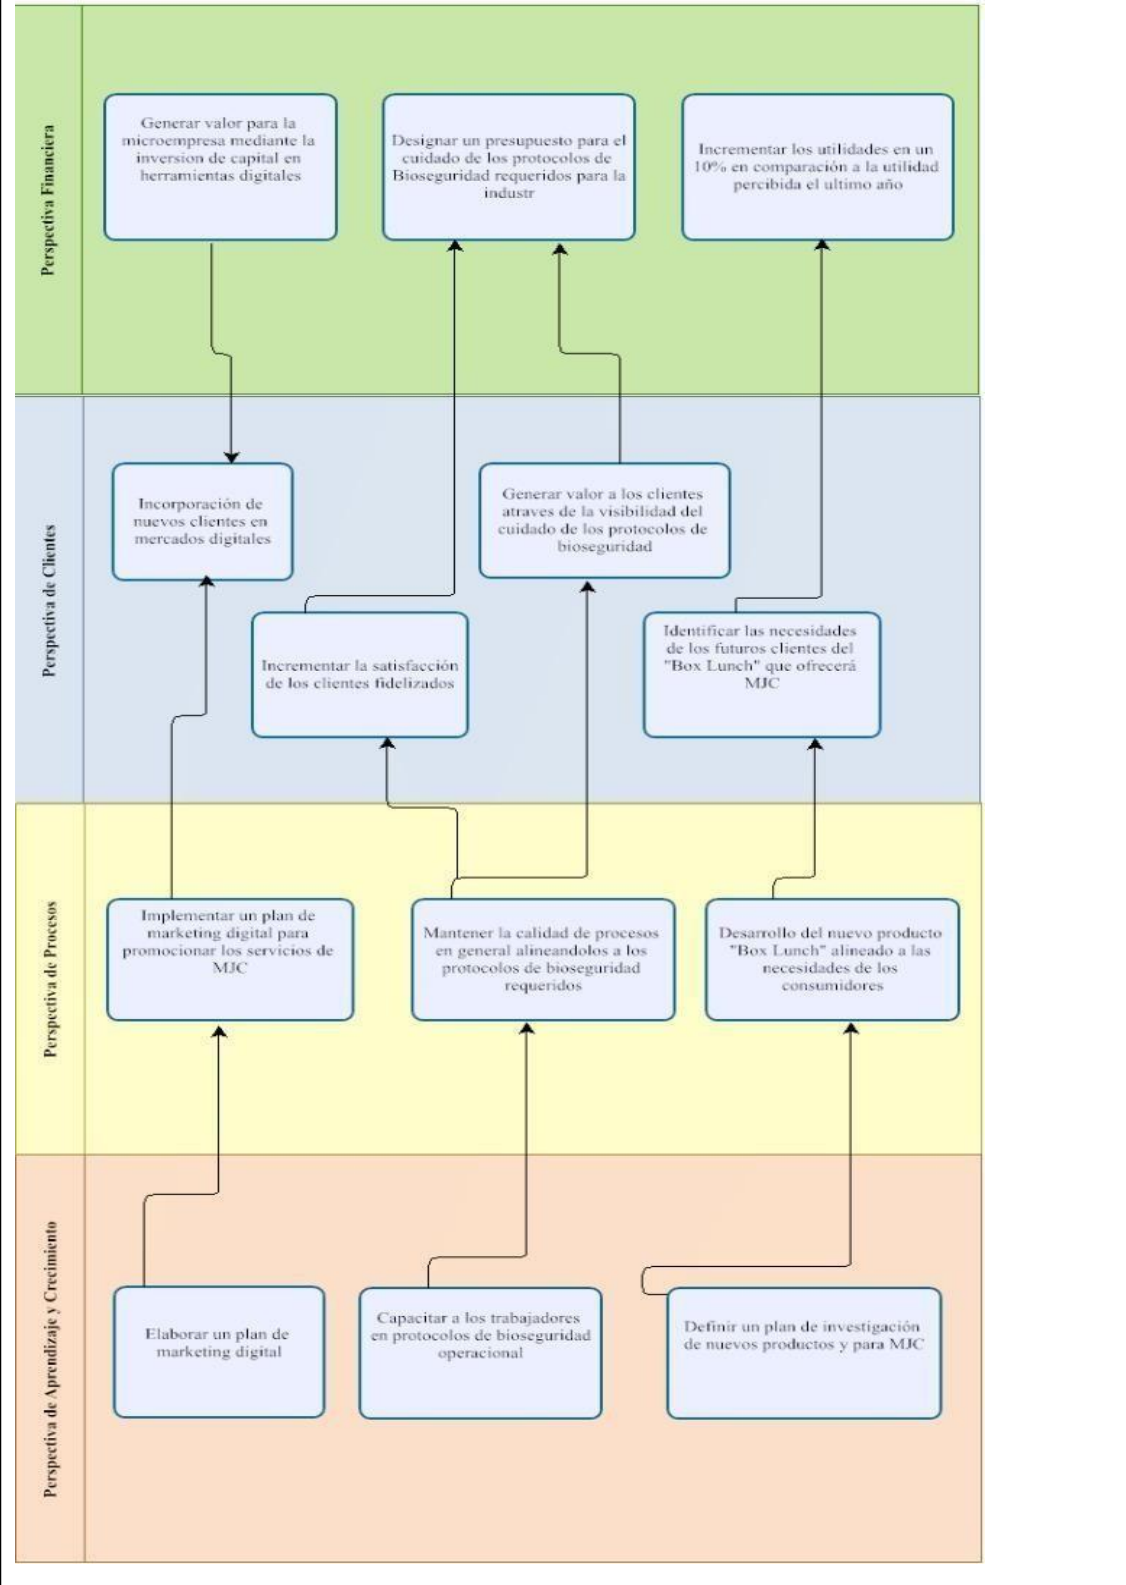 Perspectiva Financiera
Generar valor para la
microempresa mediante la
inversion de capital en
herramientas digitales
Designar un presupuesto para el
cuidado de los protocolos de
Bioseguridad requeridos para la
industr
Incrementar los utilidades en un
10% en comparación a la utilidad
percibida el ultimo año
Perspectiva de Clientes
Incorporación de
nuevos clientes en
mercados digitales
Generar valor a los clientes
atraves de la visibilidad del
cuidado de los protocolos de
bioseguridad
Incrementar la satisfacción
de los clientes fidelizados
Identificar las necesidades
de los futuros clientes del
"Box Lunch" que ofrecerá
MJC
Perspectiva de Procesos
Implementar un plan de
marketing digital para
promocionar los servicios de
MJC
Mantener la calidad de procesos
en general alineandolos a los
protocolos de bioseguridad
requeridos
Desarrollo del nuevo producto
"Box Lunch" alineado a las
necesidades de los
consumidores
Perspectiva de Aprendizaje y Crecimiento
Elaborar un plan de
marketing digital
Capacitar a los trabajadores
en protocolos de bioseguridad
operacional
Definir un plan de investigación
de nuevos productos y para MJC